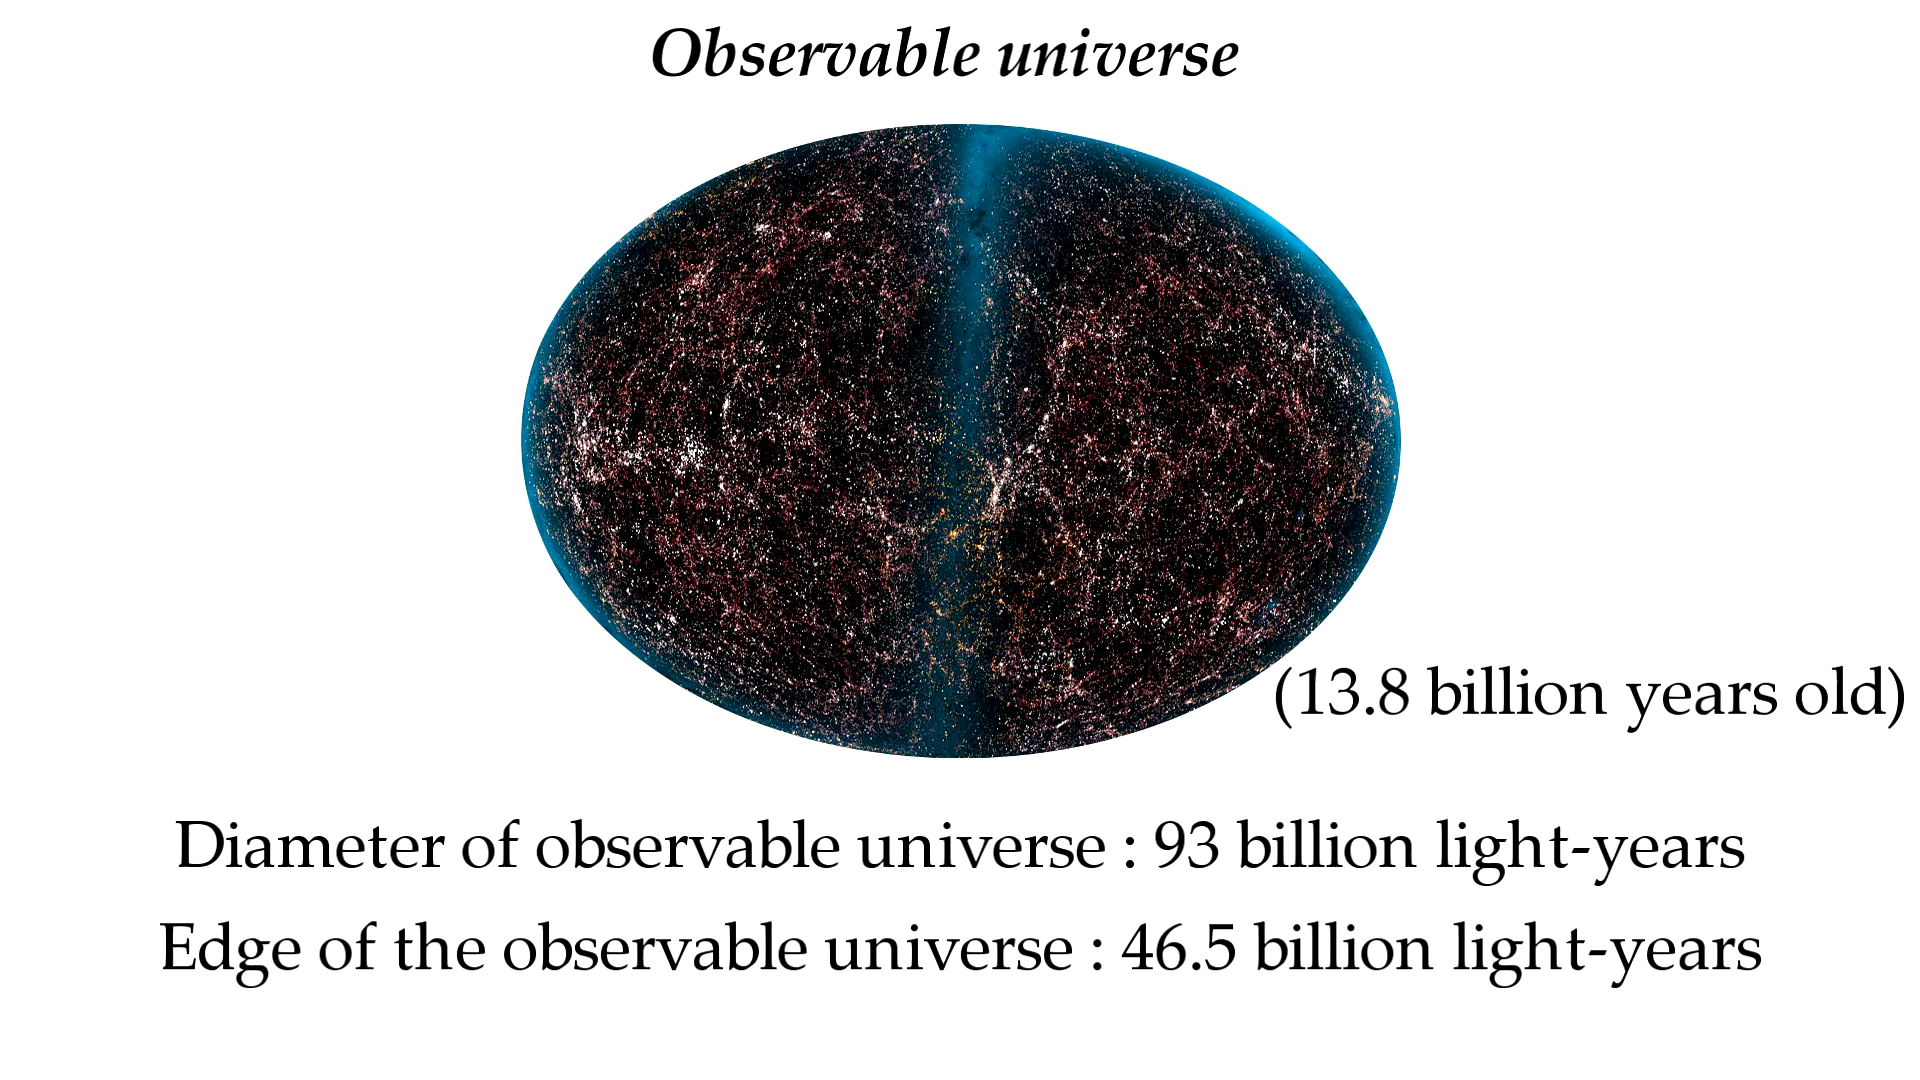 Observable universe
(13.8 billion years old)
Diameter of observable universe : 93 billion light-years
Edge of the observable universe : 46.5 billion light-years